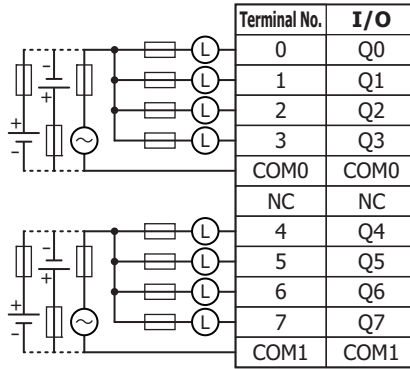 Terminal No. I/O
L 0 Q0
- L 1 Q1
+ L 2 Q2
+ L 3 Q3
- COM0 COM0
NC NC
L 4 Q4
- L 5 Q5
+ L 6 Q6
+ L 7 Q7
- COM1 COM1